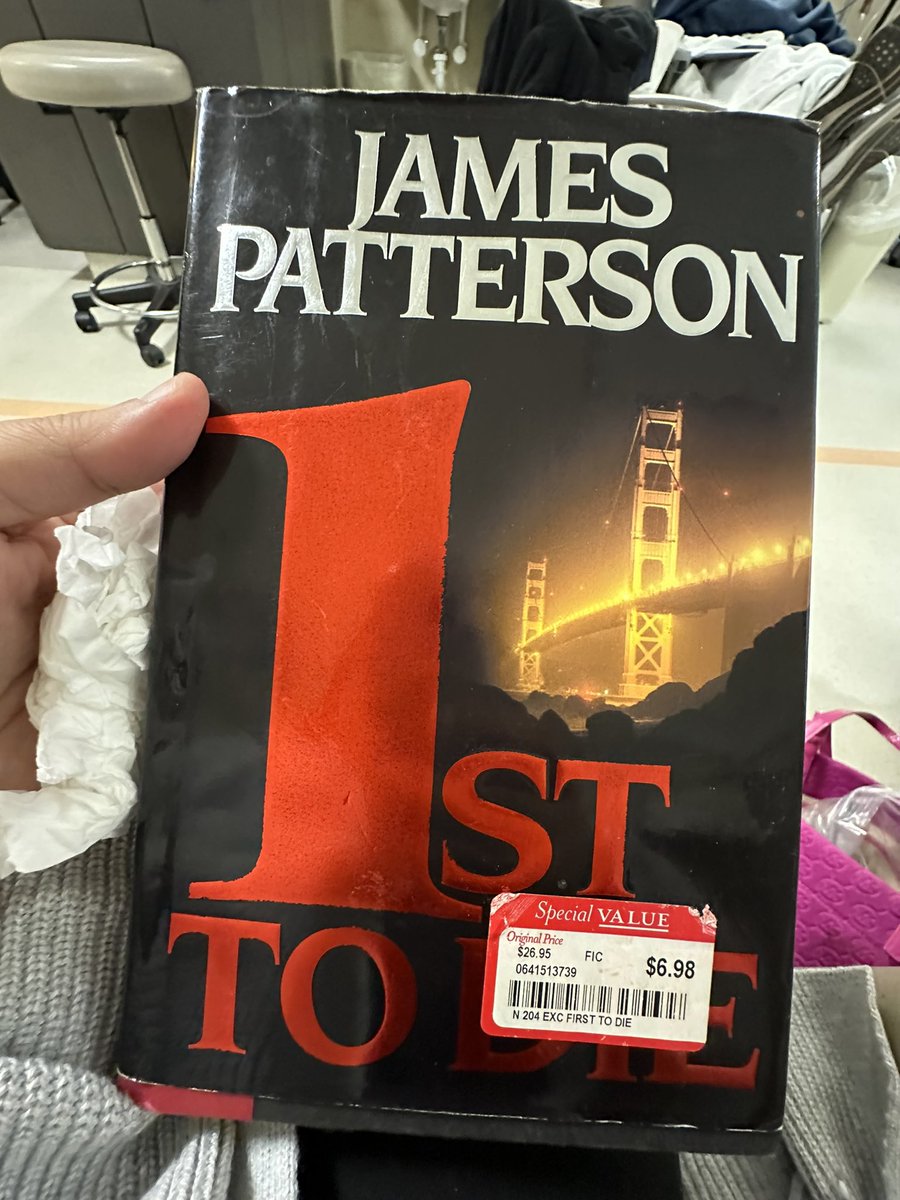 JAMES
PATTERSON
1ST
TO DIE
Special VALUE
Original Price
$26.95 FIC
0641513739 $6.98
N 204 EXC FIRST TO DIE